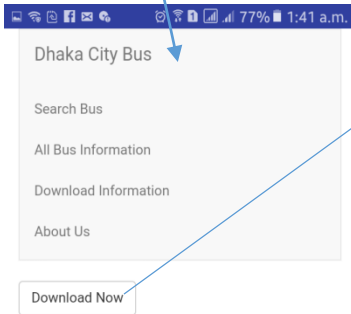 77% 1:41 a.m.
Dhaka City Bus
Search Bus
All Bus Information
Download Information
About Us
Download Now